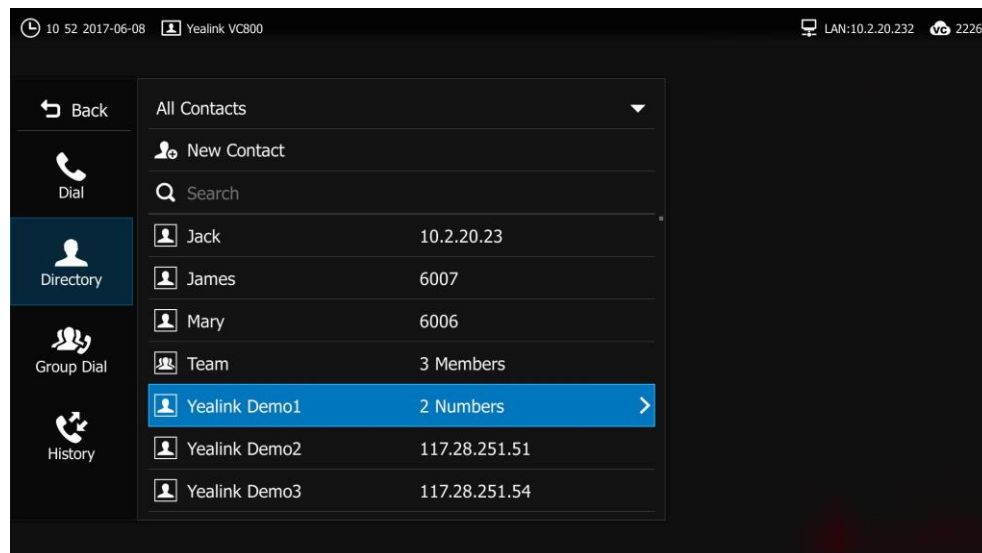 10 52 2017-06-08 Yealink VC800 LAN:10.2.20.232 VC 2226
Back
All Contacts
New Contact
Dial
Search
Jack 10.2.20.23
Directory
James 6007
Mary 6006
Group Dial
Team 3 Members
Yealink Demo1 2 Numbers
History
Yealink Demo2 117.28.251.51
Yealink Demo3 117.28.251.54